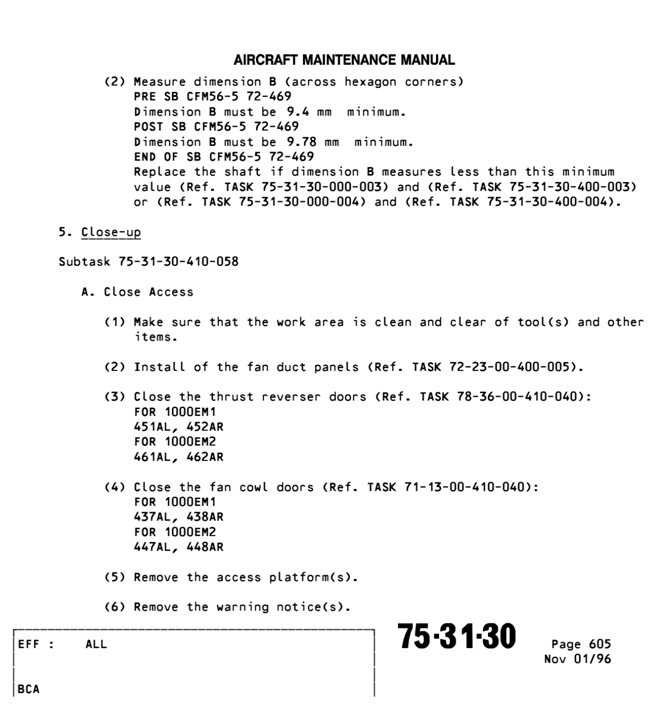 AIRCRAFT MAINTENANCE MANUAL
(2) Measure dimension B (across hexagon corners)
PRE SB CFM56-5 72-469
Dimension B must be 9.4 mm minimum.
POST SB CFM56-5 72-469
Dimension B must be 9.78 mm minimum.
END OF SB CFM56-5 72-469
Replace the shaft if dimension B measures less than this minimum
value (Ref. TASK 75-31-30-000-003) and (Ref. TASK 75-31-30-400-003)
or (Ref. TASK 75-31-30-000-004) and (Ref. TASK 75-31-30-400-004).
5. Close-up
Subtask 75-31-30-410-058
A. Close Access
(1) Make sure that the work area is clean and clear of tool(s) and other
items.
(2) Install of the fan duct panels (Ref. TASK 72-23-00-400-005).
(3) Close the thrust reverser doors (Ref. TASK 78-36-00-410-040):
FOR 1000EM1
451AL, 452AR
FOR 1000EM2
461AL, 462AR
(4) Close the fan cowl doors (Ref. TASK 71-13-00-410-040):
FOR 1000EM1
437AL, 438AR
FOR 1000EM2
447AL, 448AR
(5) Remove the access platform(s).
(6) Remove the warning notice(s).
EFF : ALL
75-31-30
Page 605
Nov 01/96
BCA